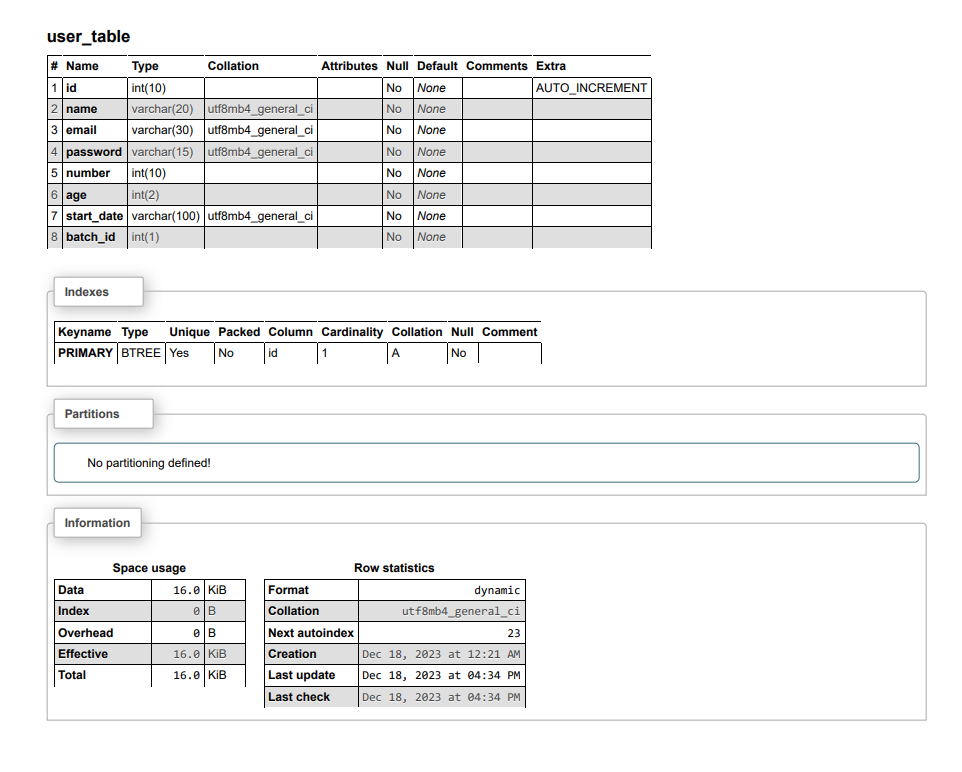 user_table
# Name Type Collation Attributes Null Default Comments Extra
1 id int(10) No None AUTO_INCREMENT
2 name varchar(20) utf8mb4_general_ci No None
3 email varchar(30) utf8mb4_general_ci No None
4 password varchar(15) utf8mb4_general_ci No None
5 number int(10) No None
6 age int(2) No None
7 start_date varchar(100) utf8mb4_general_ci No None
8 batch_id int(1) No None
Indexes
Keyname Type Unique Packed Column Cardinality Collation Null Comment
PRIMARY BTREE Yes No id 1 A No
Partitions
No partitioning defined!
Information
Space usage
Data 16.0 KiB
Index 0 B
Overhead 0 B
Effective 16.0 KiB
Total 16.0 KiB
Row statistics
Format dynamic
Collation utf8mb4_general_ci
Next autoindex 23
Creation Dec 18, 2023 at 12:21 AM
Last update Dec 18, 2023 at 04:34 PM
Last check Dec 18, 2023 at 04:34 PM